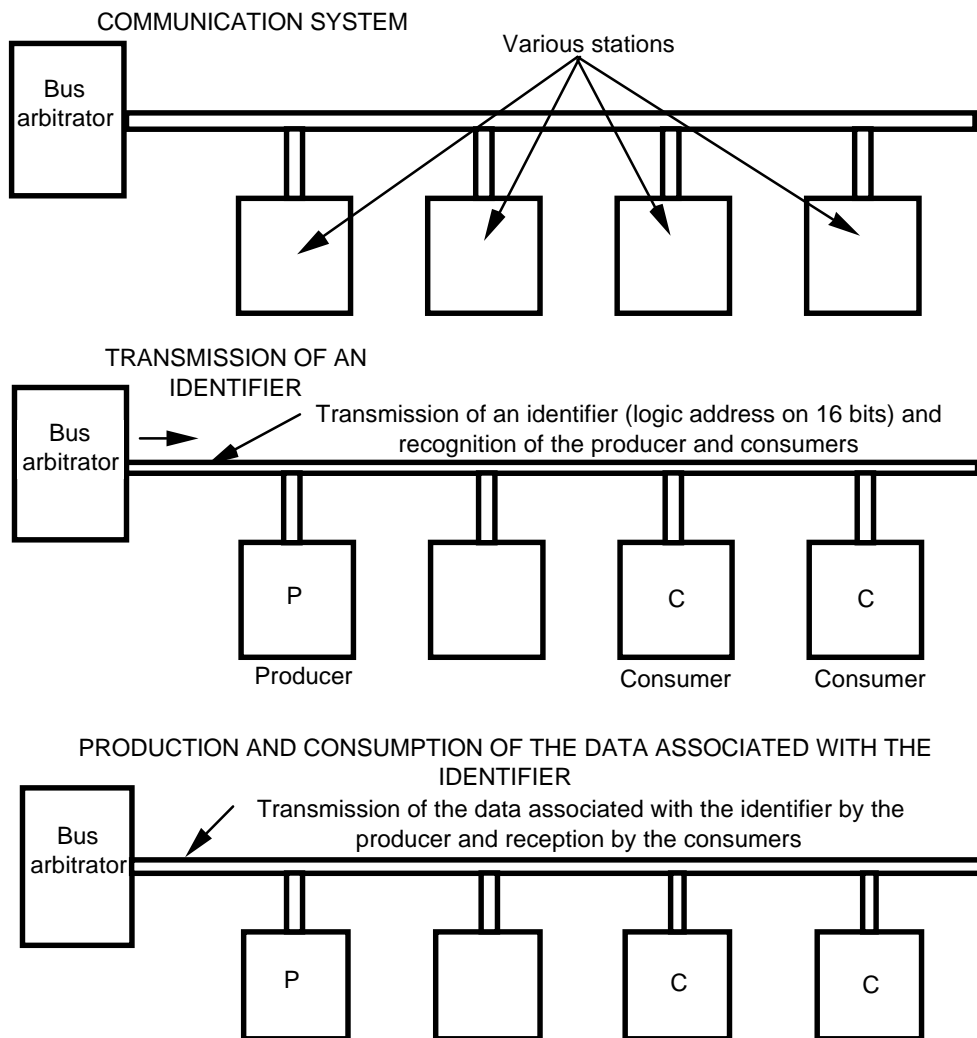 COMMUNICATION SYSTEM
Various stations
Bus
arbitrator
TRANSMISSION OF AN
IDENTIFIER
Transmission of an identifier (logic address on 16 bits) and
recognition of the producer and consumers
Bus
arbitrator
P
C
C
Producer
Consumer
Consumer
PRODUCTION AND CONSUMPTION OF THE DATA ASSOCIATED WITH THE
IDENTIFIER
Transmission of the data associated with the identifier by the
producer and reception by the consumers
Bus
arbitrator
P
C
C